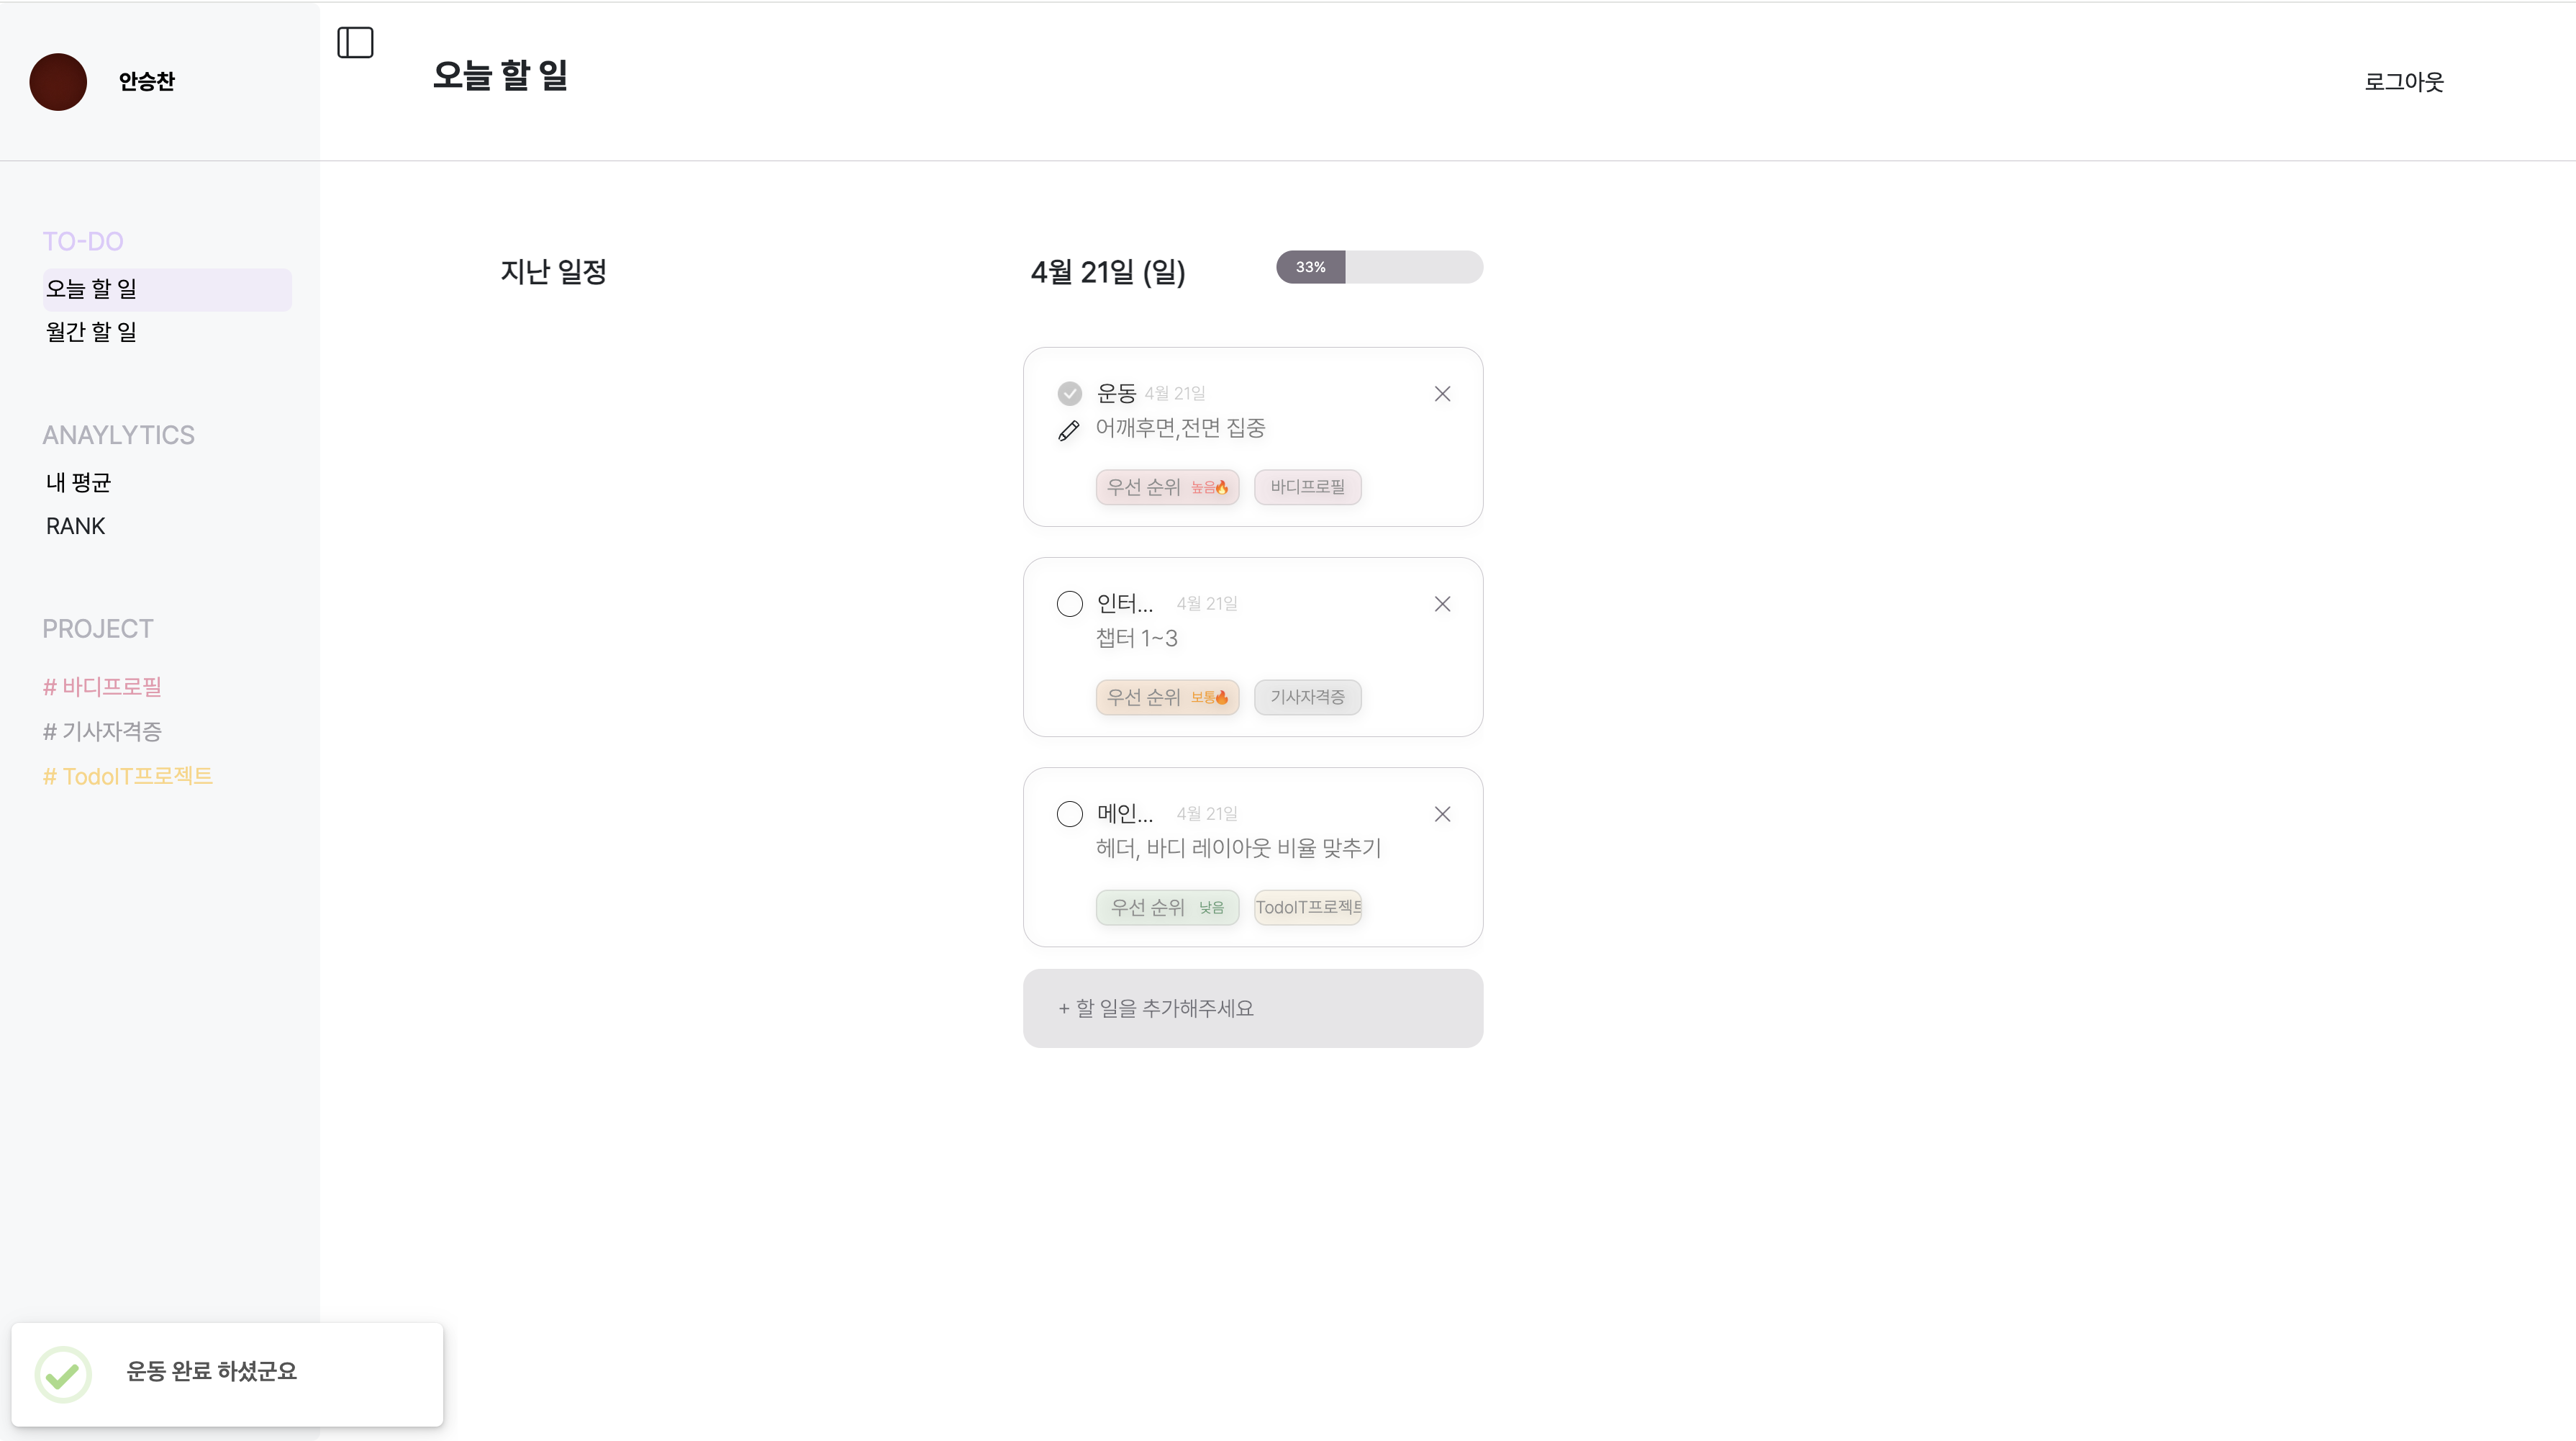 안승찬
오늘 할 일
로그아웃
TO-DO
오늘 할 일
월간 할 일
ANAYLYTICS
내 평균
RANK
PROJECT
# 바디프로필
# 기사자격증
# TodoIT프로젝트
지난 일정
4월 21일 (일)
33%
운동 4월 21일
어깨후면,전면 집중
우선 순위 높음🔥 바디프로필
인터... 4월 21일
챕터 1~3
우선 순위 보통🔥 기사자격증
메인... 4월 21일
헤더, 바디 레이아웃 비율 맞추기
우선 순위 낮음 TodoIT프로젝트
+ 할 일을 추가해주세요
운동 완료 하셨군요